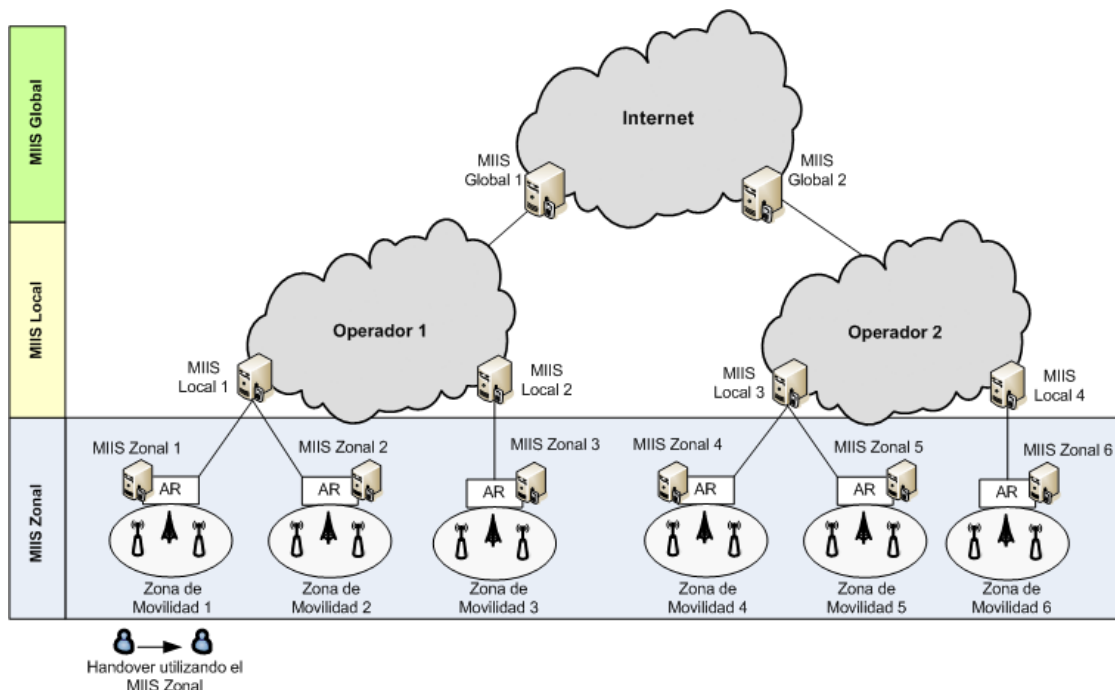 MIIS Global
Internet
MIIS
Global 1
MIIS
Global 2
MIIS Local
Operador 1
Operador 2
MIIS
Local 1
MIIS
Local 2
MIIS
Local 3
MIIS
Local 4
MIIS Zonal
MIIS Zonal 1
MIIS Zonal 2
MIIS Zonal 3
MIIS Zonal 4
MIIS Zonal 5
MIIS Zonal 6
AR
AR
AR
AR
AR
AR
Zona de
Movilidad 1
Zona de
Movilidad 2
Zona de
Movilidad 3
Zona de
Movilidad 4
Zona de
Movilidad 5
Zona de
Movilidad 6
Handover utilizando el
MIIS Zonal